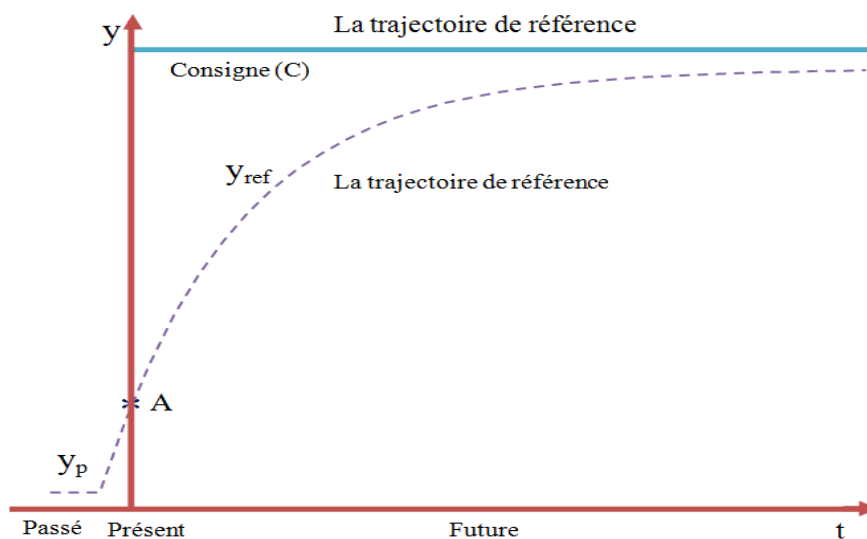 La trajectoire de référence
y
Consigne (C)
yref
La trajectoire de référence
A
yp
Passé
Présent
Future
t